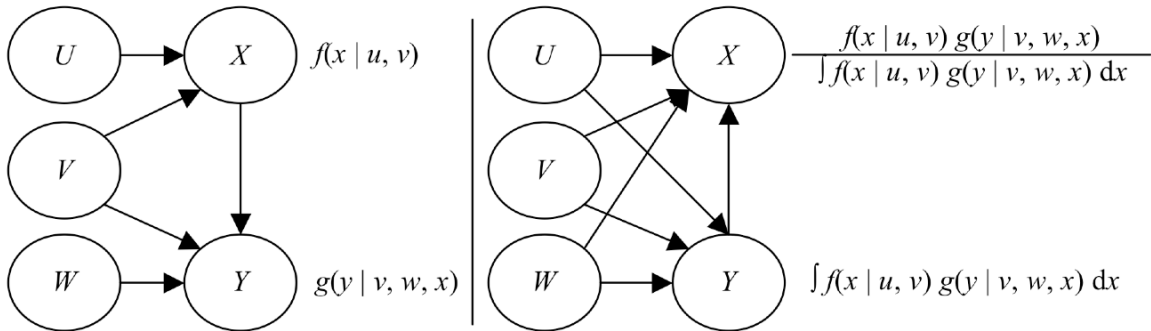 U X f(x | u, v)
V
W Y g(y | v, w, x)
U X f(x | u, v) g(y | v, w, x)
∫ f(x | u, v) g(y | v, w, x) dx
V
W Y ∫ f(x | u, v) g(y | v, w, x) dx